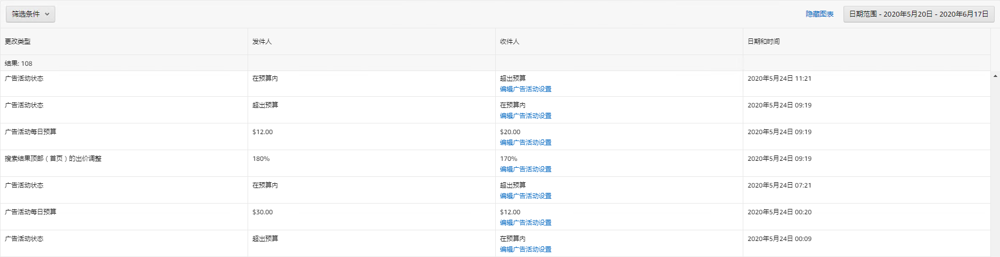 筛选条件
隐藏图表
日期范围 - 2020年5月20日 - 2020年6月17日
更改类型 发件人 收件人 日期和时间
结果: 108
广告活动状态 在预算内 超出预算 2020年5月24日 11:21
编辑广告活动设置
广告活动状态 超出预算 在预算内 2020年5月24日 09:19
编辑广告活动设置
广告活动每日预算 $12.00 $20.00 2020年5月24日 09:19
编辑广告活动设置
搜索结果顶部（首页）的出价调整 180% 170% 2020年5月24日 09:19
编辑广告活动设置
广告活动状态 在预算内 超出预算 2020年5月24日 07:21
编辑广告活动设置
广告活动每日预算 $30.00 $12.00 2020年5月24日 00:20
编辑广告活动设置
广告活动状态 超出预算 在预算内 2020年5月24日 00:09
编辑广告活动设置